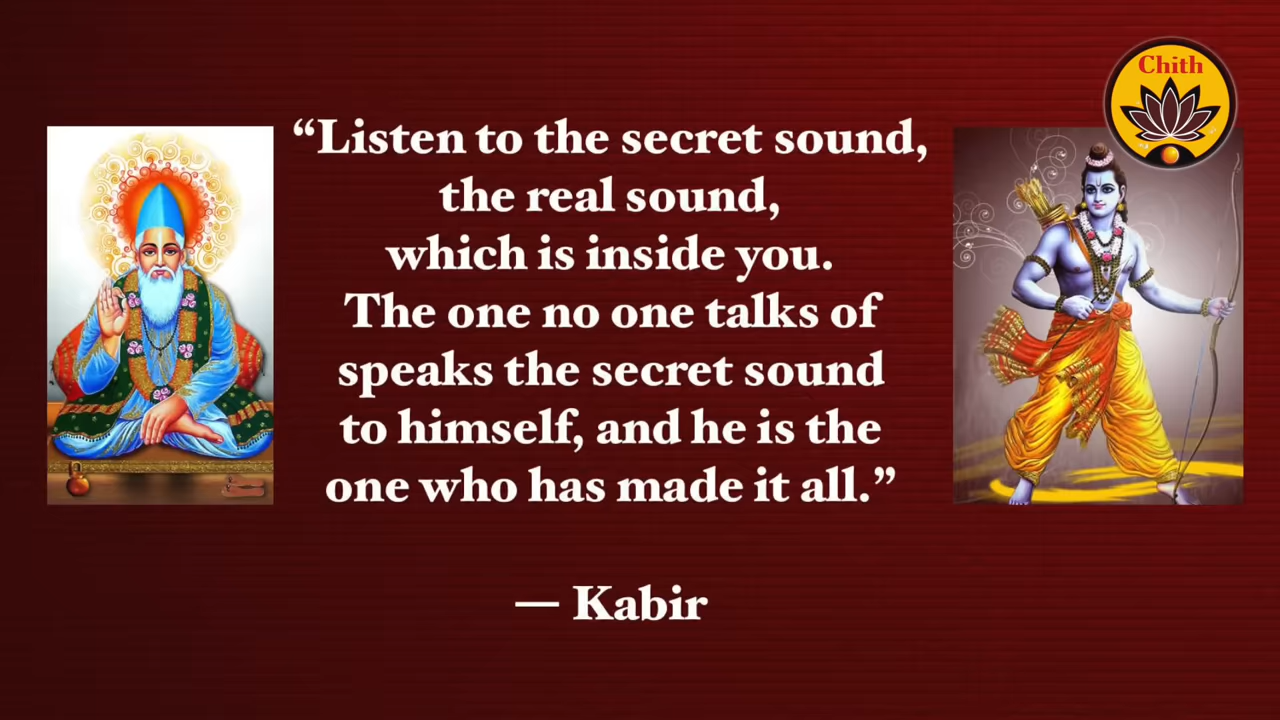 Chith
“Listen to the secret sound,
the real sound,
which is inside you.
The one no one talks of
speaks the secret sound
to himself, and he is the
one who has made it all.”
— Kabir